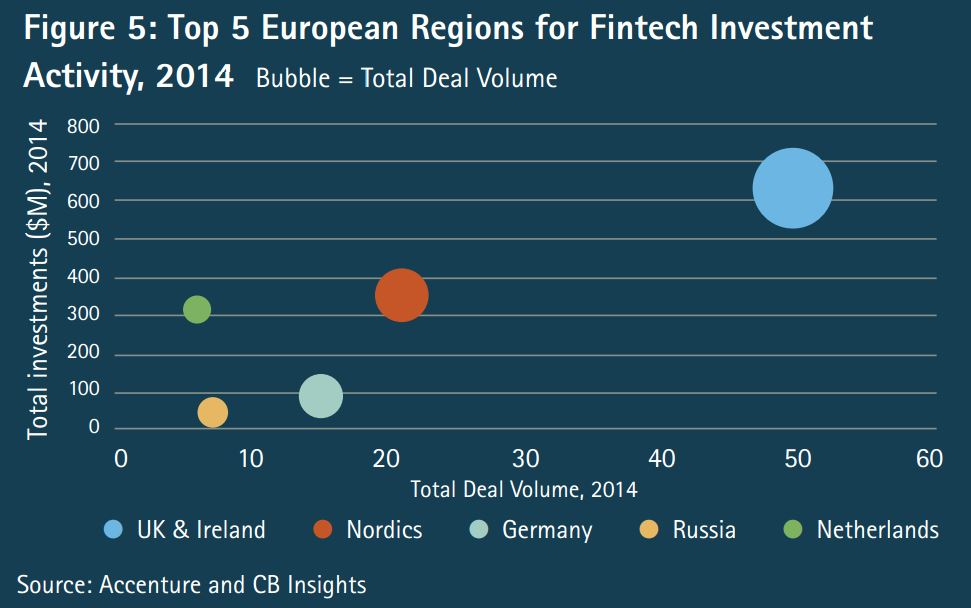 Figure 5: Top 5 European Regions for Fintech Investment
Activity, 2014 Bubble = Total Deal Volume
Total investments ($M), 2014
800
700
600
500
400
300
200
100
0
0 10 20 30 40 50 60
Total Deal Volume, 2014
UK & Ireland Nordics Germany Russia Netherlands
Source: Accenture and CB Insights